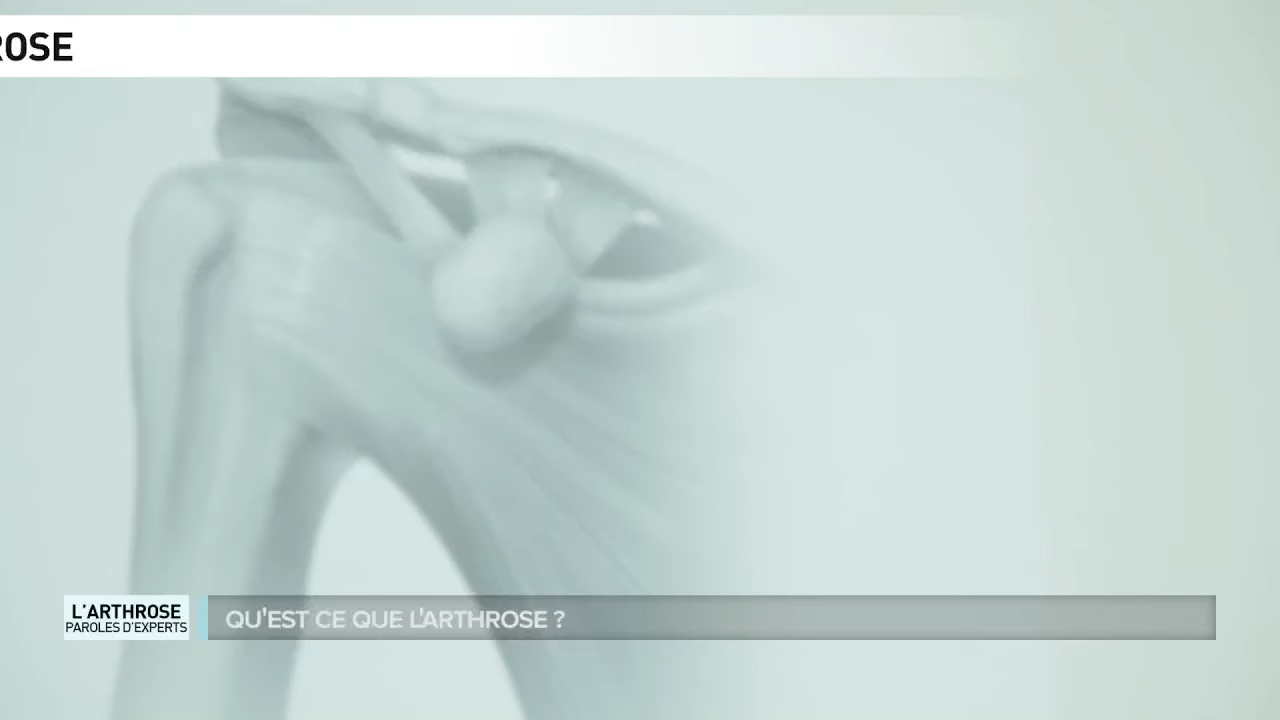 ROSE
L'ARTHROSE
PAROLES D'EXPERTS
QU'EST CE QUE L'ARTHROSE ?